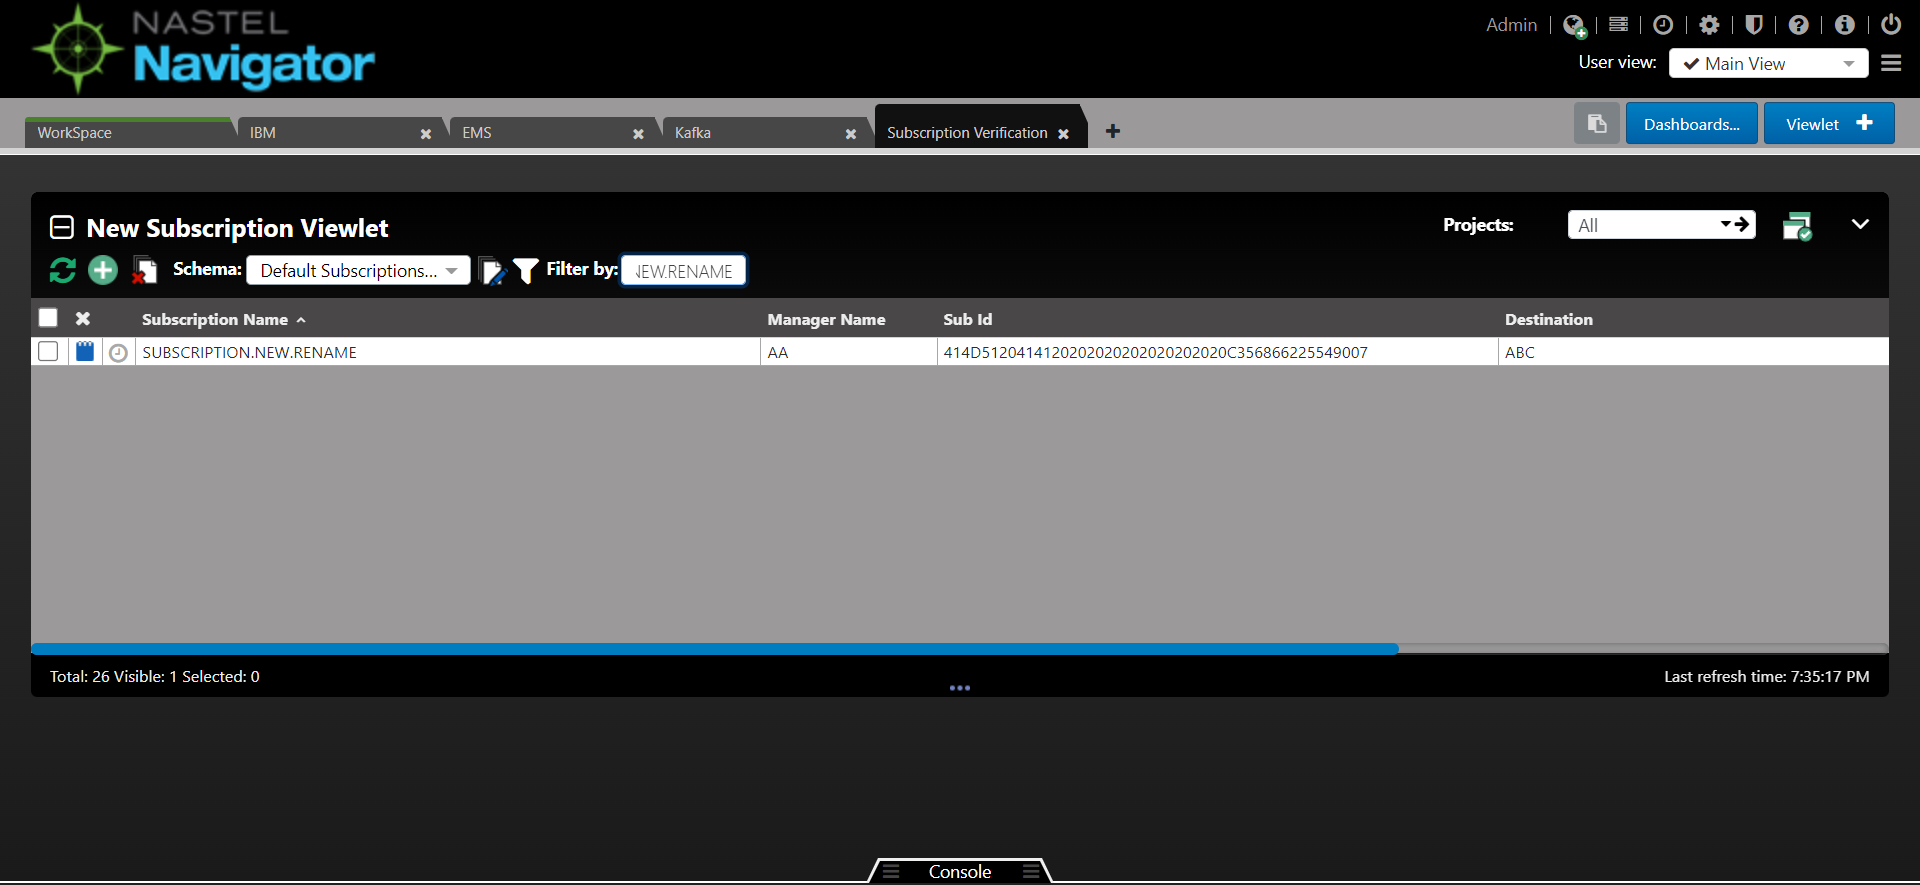 NASTEL
Navigator
Admin
User view:
Main View
WorkSpace
IBM
EMS
Kafka
Subscription Verification
Dashboards...
Viewlet
New Subscription Viewlet
Projects:
All
Schema:
Default Subscriptions...
Filter by:
NEW.RENAME
Subscription Name
Manager Name
Sub Id
Destination
SUBSCRIPTION.NEW.RENAME
AA
414D5120414120202020202020202020C356866225549007
ABC
Total: 26 Visible: 1 Selected: 0
Last refresh time: 7:35:17 PM
Console